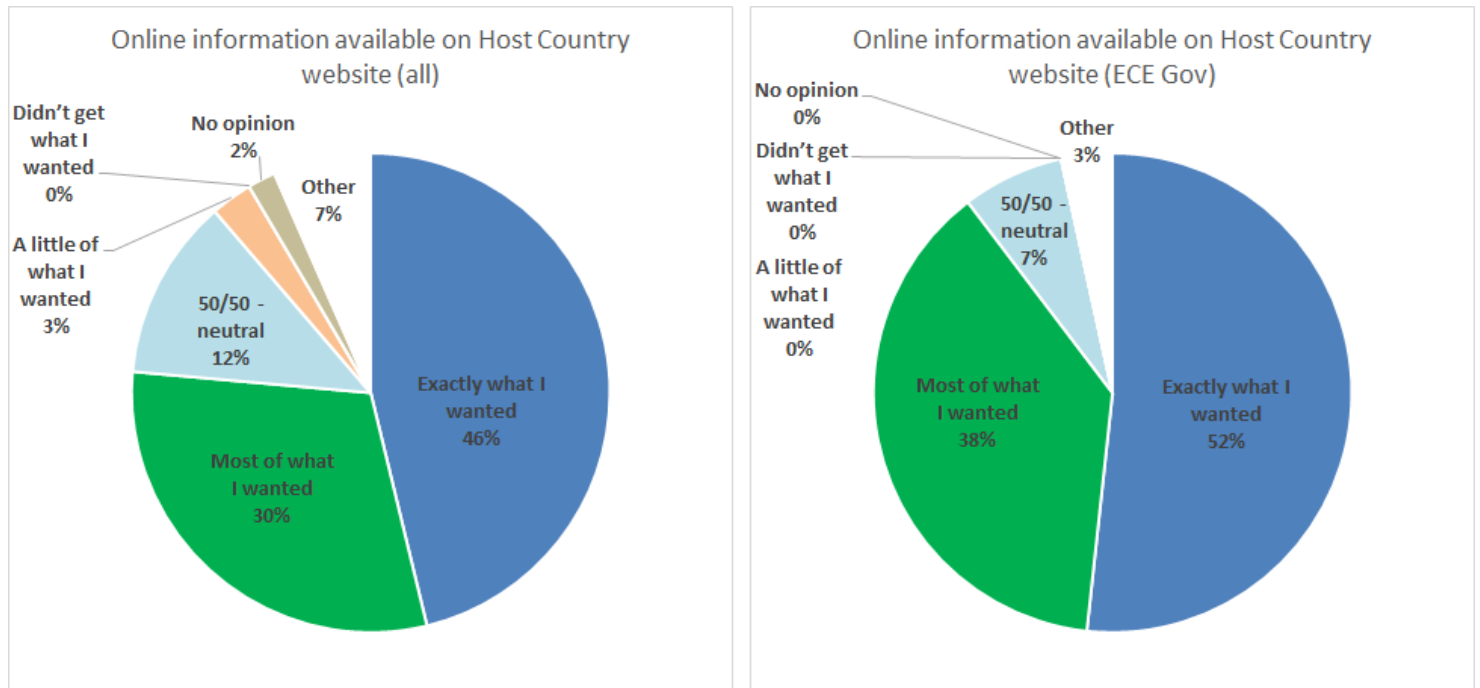 Online information available on Host Country
website (all)
Didn’t get
what I
wanted
0%
No opinion
2%
Other
7%
A little of
what I
wanted
3%
50/50 -
neutral
12%
Exactly what I
wanted
46%
Most of what
I wanted
30%
Online information available on Host Country
website (ECE Gov)
No opinion
0%
Other
3%
Didn’t get
what I
wanted
0%
50/50 -
neutral
7%
A little of
what I
wanted
0%
Most of what
I wanted
38%
Exactly what I
wanted
52%